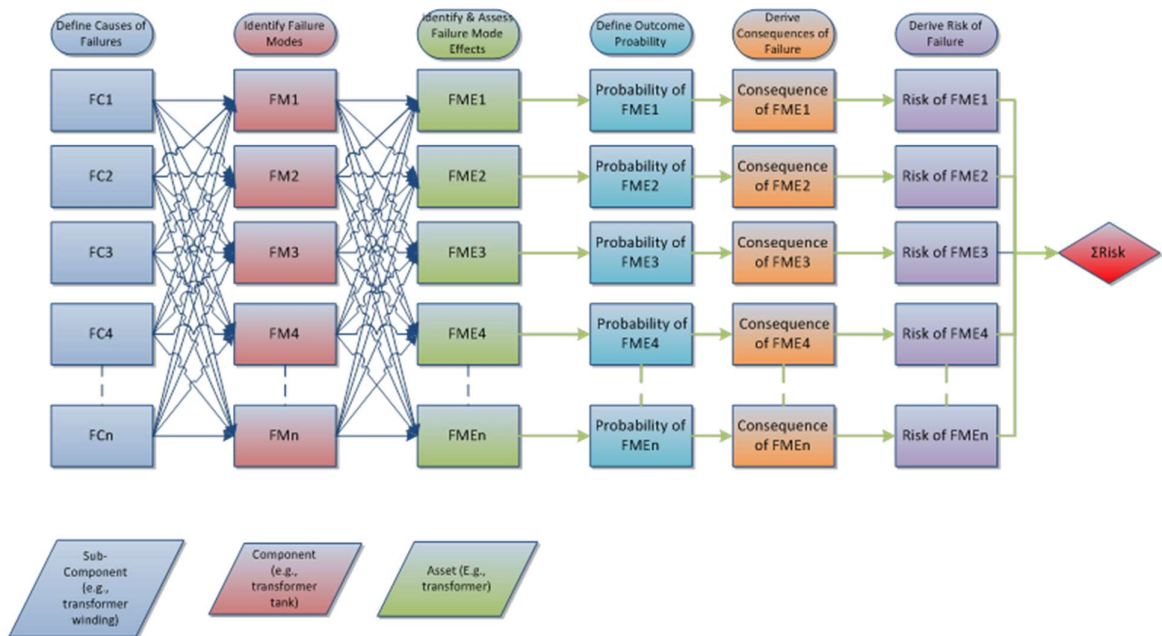 Define Causes of
Failures
Identify Failure
Modes
Identify & Assess
Failure Mode
Effects
Define Outcome
Proability
Derive
Consequences of
Failure
Derive Risk of
Failure
FC1
FM1
FME1
Probability of
FME1
Consequence
of FME1
Risk of FME1
FC2
FM2
FME2
Probability of
FME2
Consequence
of FME2
Risk of FME2
FC3
FM3
FME3
Probability of
FME3
Consequence
of FME3
Risk of FME3
ΣRisk
FC4
FM4
FME4
Probability of
FME4
Consequence
of FME4
Risk of FME4
FCn
FMn
FMEn
Probability of
FMEn
Consequence
of FMEn
Risk of FMEn
Sub-
Component
(e.g.,
transformer
winding)
Component
(e.g.,
transformer
tank)
Asset (E.g.,
transformer)